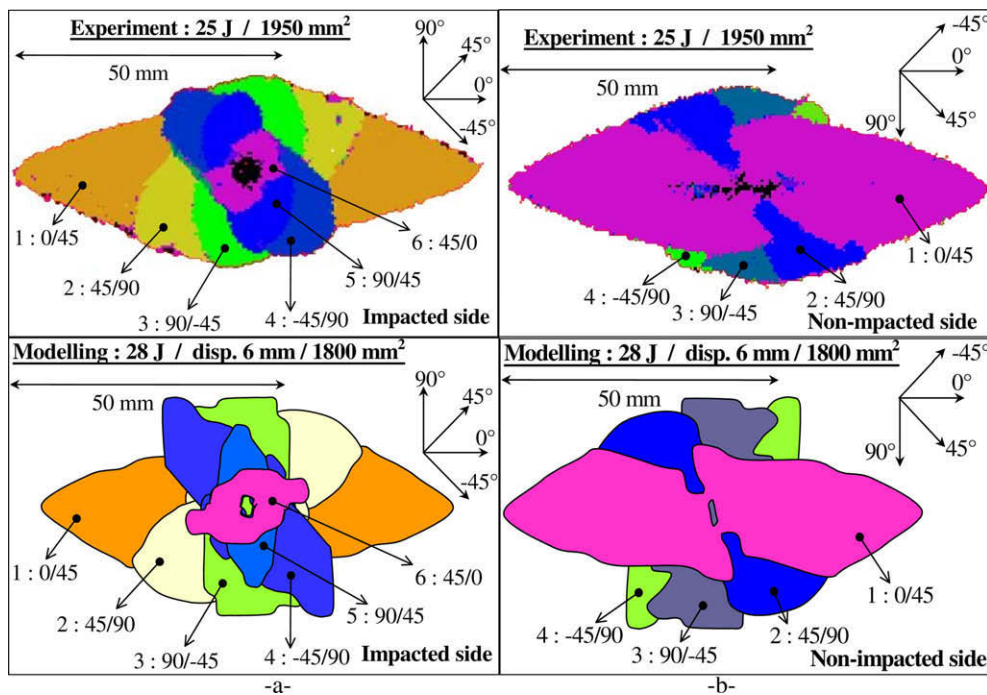 Experiment : 25 J / 1950 mm²
90°
45°
0°
-45°
50 mm
1 : 0/45
2 : 45/90
3 : 90/-45
4 : -45/90
5 : 90/45
6 : 45/0
Impacted side
Experiment : 25 J / 1950 mm²
-45°
0°
45°
90°
50 mm
1 : 0/45
2 : 45/90
3 : 90/-45
4 : -45/90
Non-mpacted side
Modelling : 28 J / disp. 6 mm / 1800 mm²
90°
45°
0°
-45°
50 mm
1 : 0/45
2 : 45/90
3 : 90/-45
4 : -45/90
5 : 90/45
6 : 45/0
Impacted side
Modelling : 28 J / disp. 6 mm / 1800 mm²
-45°
0°
45°
90°
50 mm
1 : 0/45
2 : 45/90
3 : 90/-45
4 : -45/90
Non-impacted side
-a-
-b-